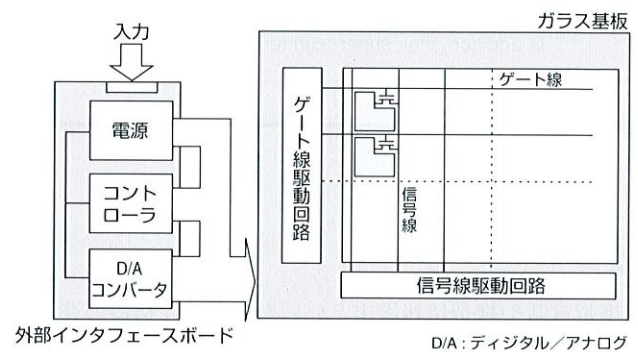 入力
電源
コント
ローラ
D/A
コンバータ
外部インタフェースボード
ガラス基板
ゲート線
ゲート線駆動回路
信号線
信号線駆動回路
D/A：ディジタル／アナログ